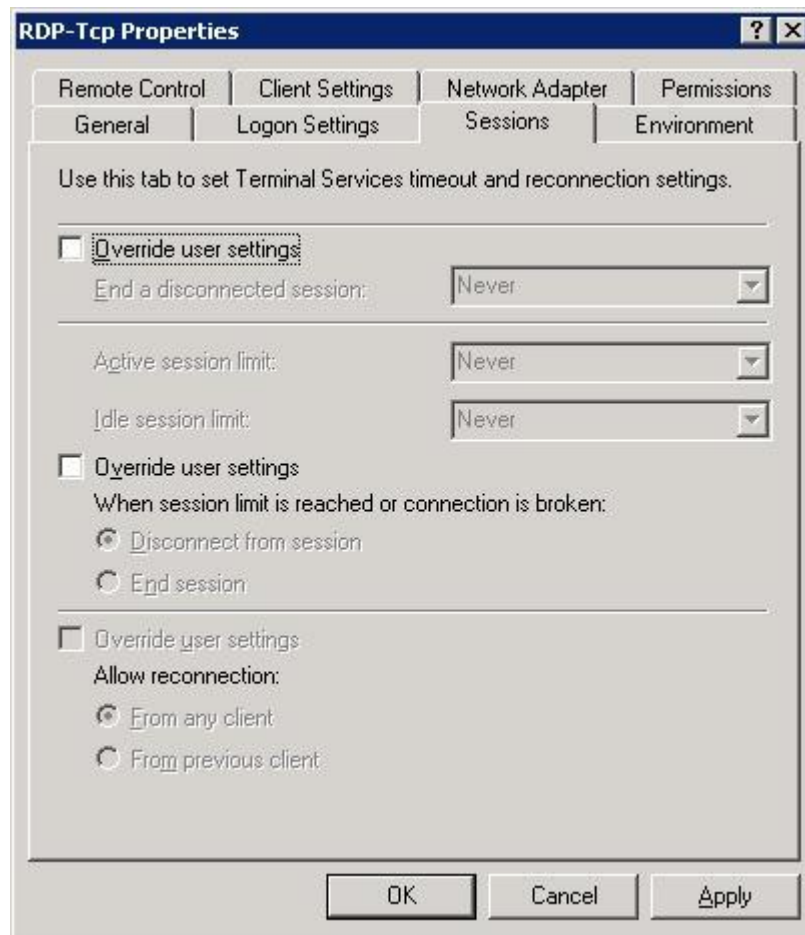 RDP-Tcp Properties
Remote Control Client Settings Network Adapter Permissions
General Logon Settings Sessions Environment
Use this tab to set Terminal Services timeout and reconnection settings.
Override user settings
End a disconnected session: Never
Active session limit: Never
Idle session limit: Never
Override user settings
When session limit is reached or connection is broken:
Disconnect from session
End session
Override user settings
Allow reconnection:
From any client
From previous client
OK Cancel Apply